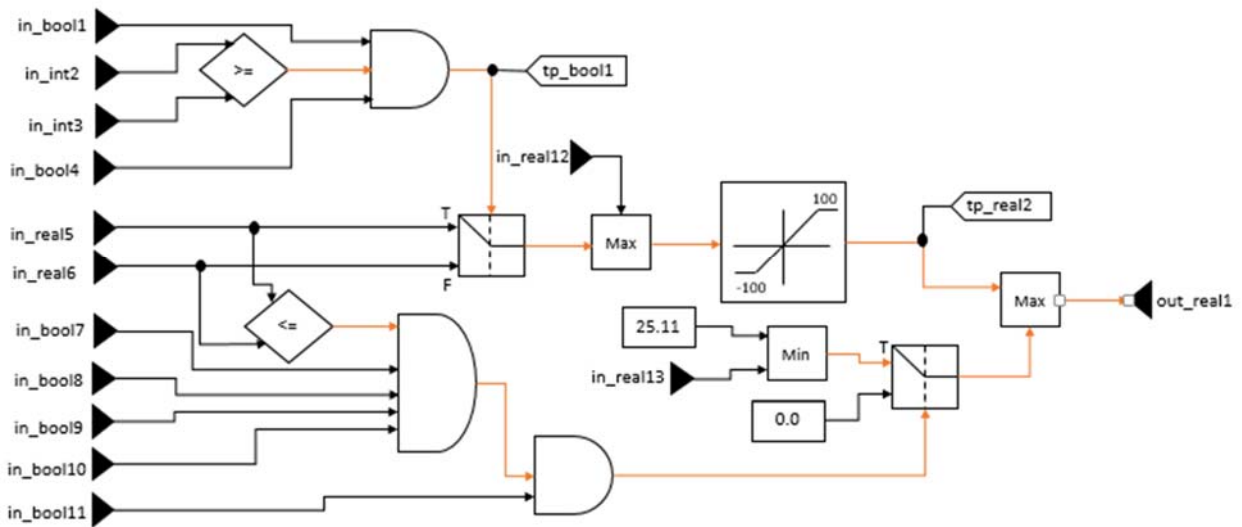 in_bool1
in_int2
>=
tp_bool1
in_int3
in_bool4
in_real12
T
in_real5
Max
100
-100
tp_real2
in_real6
F
<=
in_bool7
25.11
Max
out_real1
Min
T
in_real13
in_bool8
0.0
in_bool9
in_bool10
in_bool11